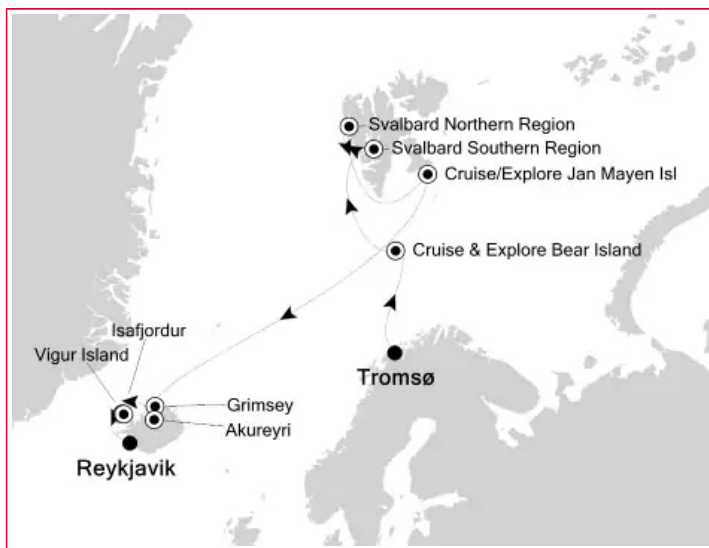 Svalbard Northern Region
Svalbard Southern Region
Cruise/Explore Jan Mayen Isl
Cruise & Explore Bear Island
Isafjordur
Vigur Island
Tromsø
Grimsey
Akureyri
Reykjavik